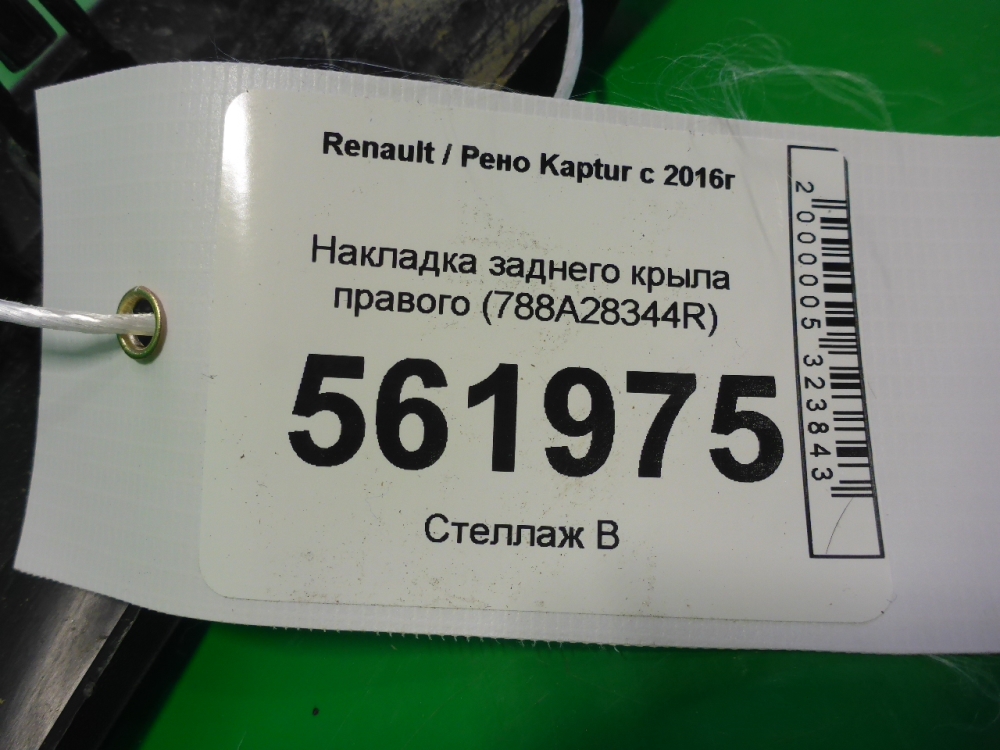 Renault / Рено Kaptur с 2016г
Накладка заднего крыла
правого (788A28344R)
561975
Стеллаж В
2000005323843